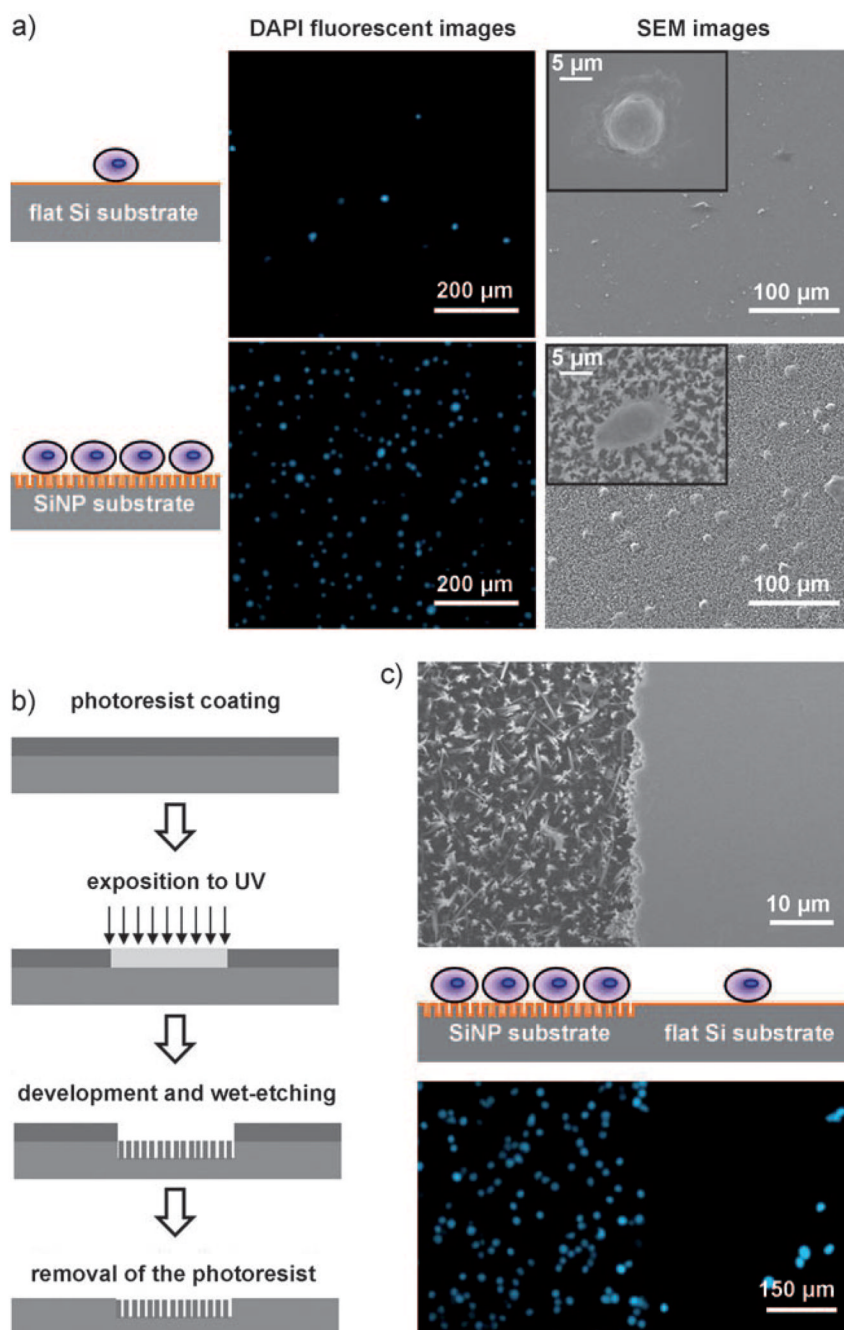 a)
DAPI fluorescent images
SEM images
flat Si substrate
200 µm
5 µm
100 µm
SiNP substrate
200 µm
5 µm
100 µm
b)
photoresist coating
exposition to UV
development and wet-etching
removal of the photoresist
c)
10 µm
SiNP substrate
flat Si substrate
150 µm